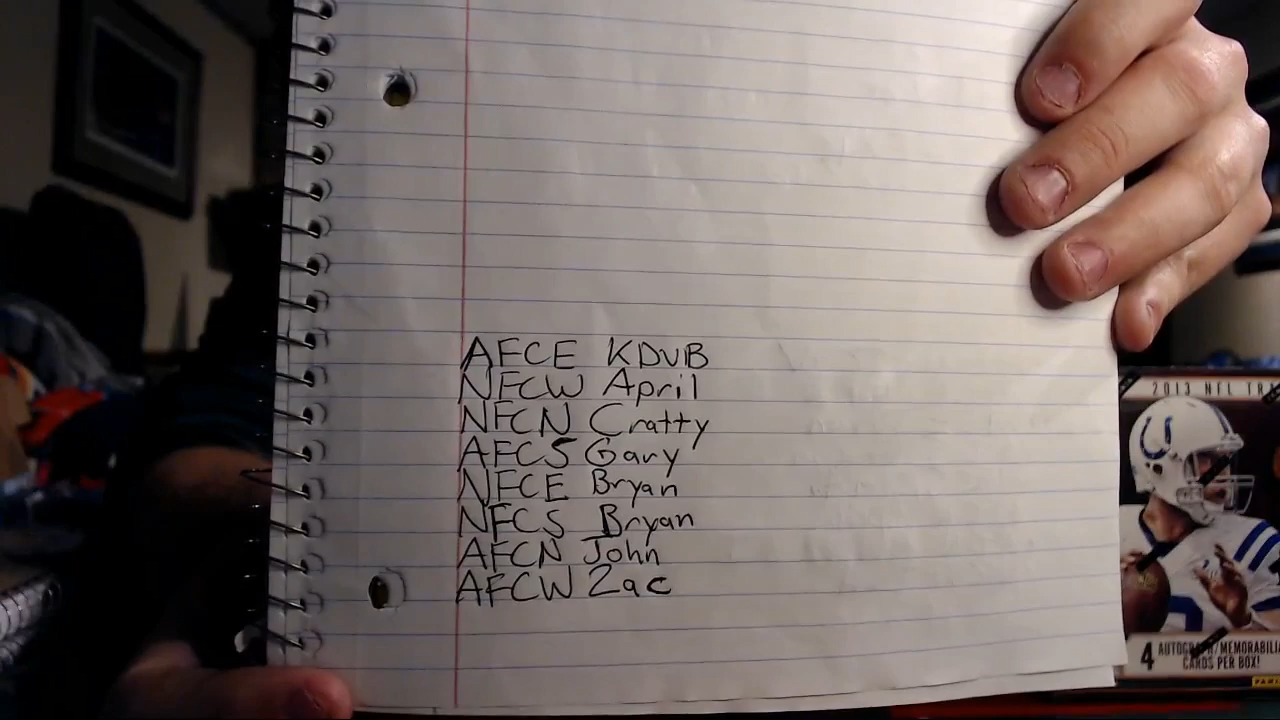 AFCE KDVB
NFCW April
NFCN Cratty
AFCS Gary
NFCE Bryan
NFCS Bryan
AFCN John
AFCW Zac
2013 NFL
4 AUTOGRAPH/MEMORABILIA
CARDS PER BOX!